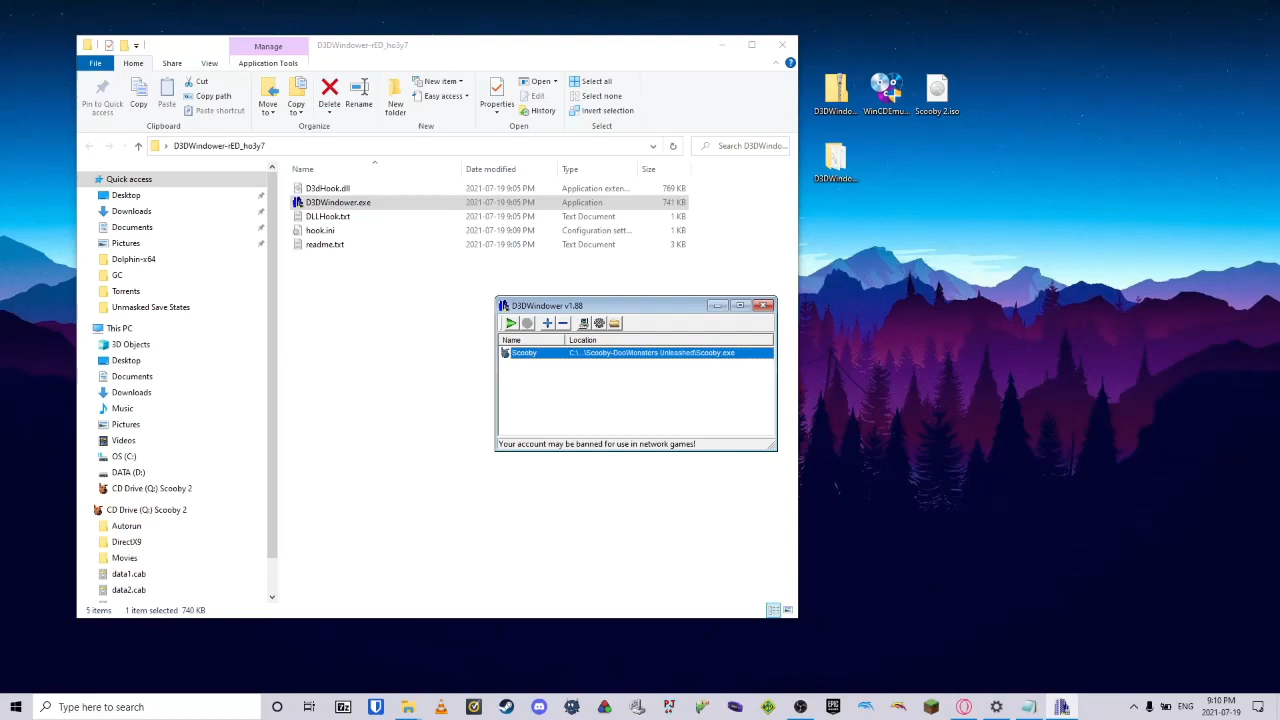 Manage D3DWindower-rED_ho3y7
File Home Share View Application Tools
Pin to Quick access
Copy
Paste
Cut
Copy path
Paste shortcut
Clipboard
Move to
Copy to
Delete
Rename
Organize
New folder
New item
Easy access
New
Properties
Open
Edit
History
Open
Select all
Select none
Invert selection
Select
D3DWindower-rED_ho3y7
Search D3DWindo...
Name Date modified Type Size
D3dHook.dll 2021-07-19 9:05 PM Application exten... 769 KB
D3DWindower.exe 2021-07-19 9:05 PM Application 741 KB
DLLHook.txt 2021-07-19 9:05 PM Text Document 1 KB
hook.ini 2021-07-19 9:09 PM Configuration sett... 1 KB
readme.txt 2021-07-19 9:05 PM Text Document 3 KB
Quick access
Desktop
Downloads
Documents
Pictures
Dolphin-x64
GC
Torrents
Unmasked Save States
This PC
3D Objects
Desktop
Documents
Downloads
Music
Pictures
Videos
OS (C:)
DATA (D:)
CD Drive (Q:) Scooby 2
CD Drive (Q:) Scooby 2
Autorun
DirectX9
Movies
data1.cab
data2.cab
5 items 1 item selected 740 KB
D3DWindower v1.88
Name Location
Scooby C:\...\Scooby-Doo\Monsters Unleashed\Scooby.exe
Your account may be banned for use in network games!
D3DWindo... WinCDEmu... Scooby 2.iso
D3DWindo...
Type here to search
ENG
9:10 PM
2021-07-19